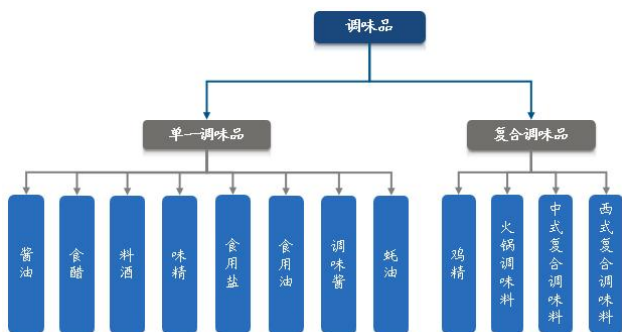 调味品
单一调味品
复合调味品
酱油
食醋
料酒
味精
食用盐
食用油
调味酱
蚝油
鸡精
火锅调味料
中式复合调味料
西式复合调味料